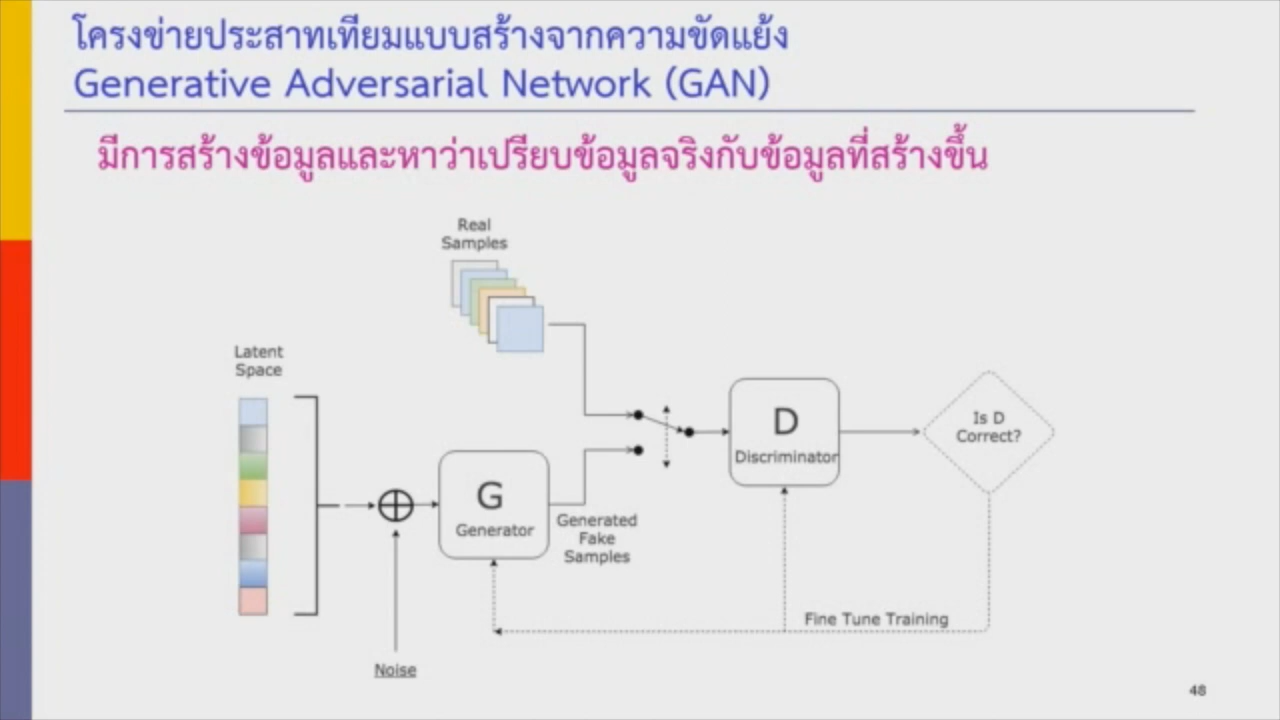 โครงข่ายประสาทเทียมแบบสร้างจากความขัดแย้ง
Generative Adversarial Network (GAN)
มีการสร้างข้อมูลและหาว่าเปรียบข้อมูลจริงกับข้อมูลที่สร้างขึ้น
Real
Samples
Latent
Space
G
Generator
Generated
Fake
Samples
D
Discriminator
Is D
Correct?
Fine Tune Training
Noise
48